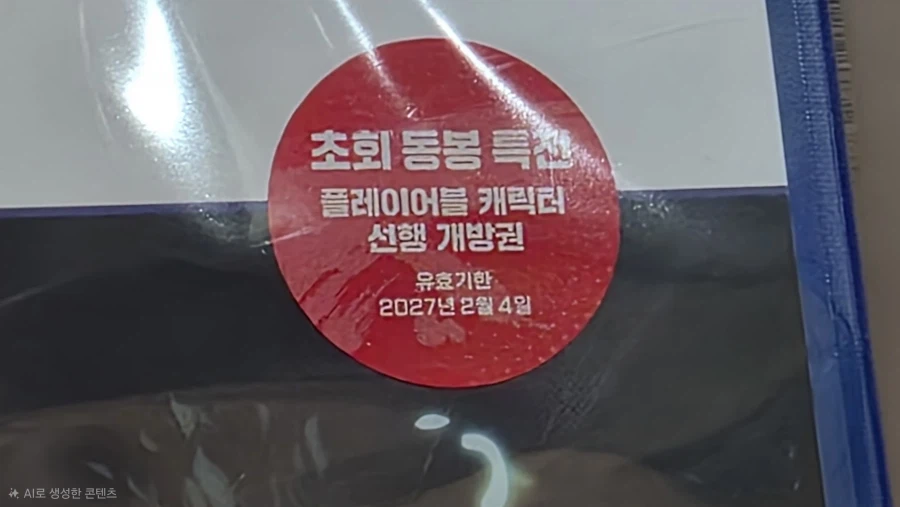 초회 동봉 특전
플레이어블 캐릭터
선행 개방권
유효기한
2027년 2월 4일
AI로 생성한 콘텐츠